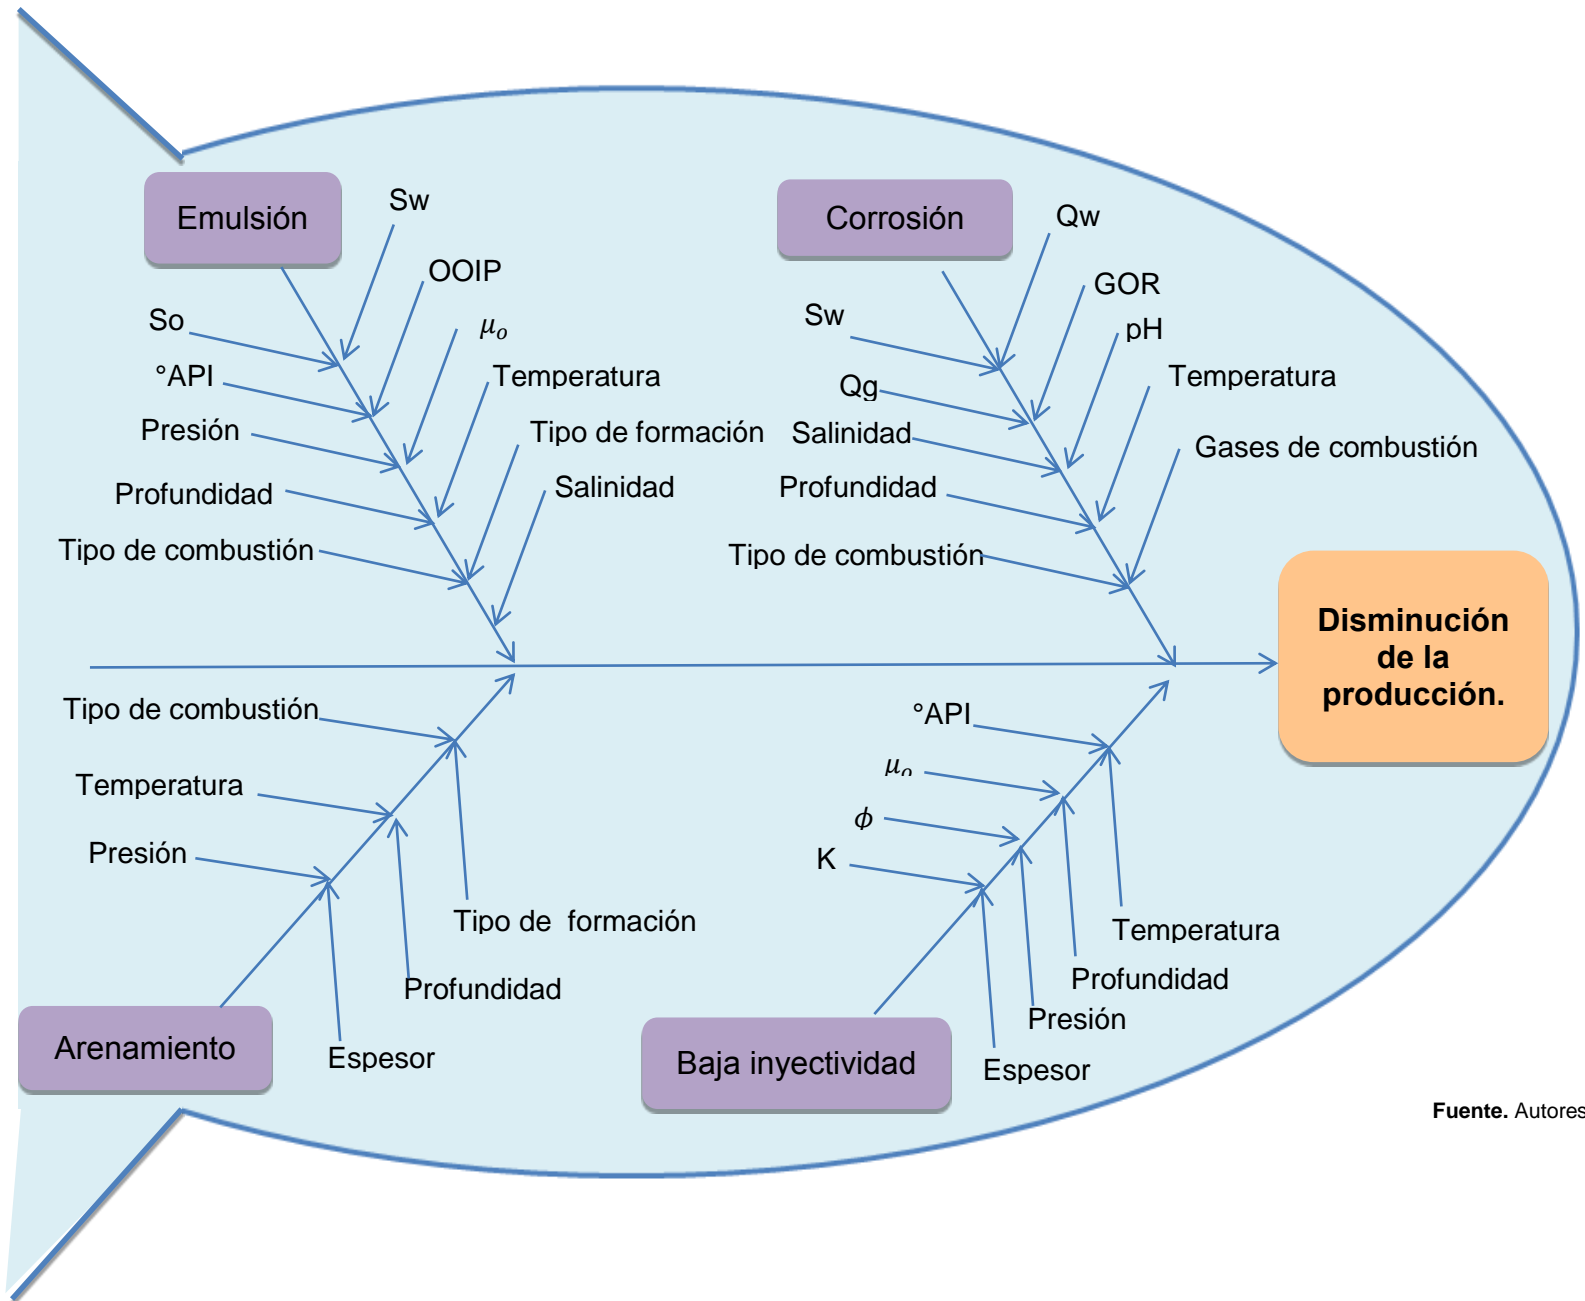 Emulsión
Sw
OOIP
So
μₒ
°API
Temperatura
Presión
Tipo de formación
Profundidad
Salinidad
Tipo de combustión
Corrosión
Qw
GOR
Sw
pH
Qg
Temperatura
Salinidad
Gases de combustión
Profundidad
Tipo de combustión
Disminución
de la
producción.
Tipo de combustión
Temperatura
Presión
Tipo de formación
Profundidad
Espesor
Arenamiento
°API
μₒ
ϕ
K
Temperatura
Profundidad
Presión
Espesor
Baja inyectividad
Fuente. Autores